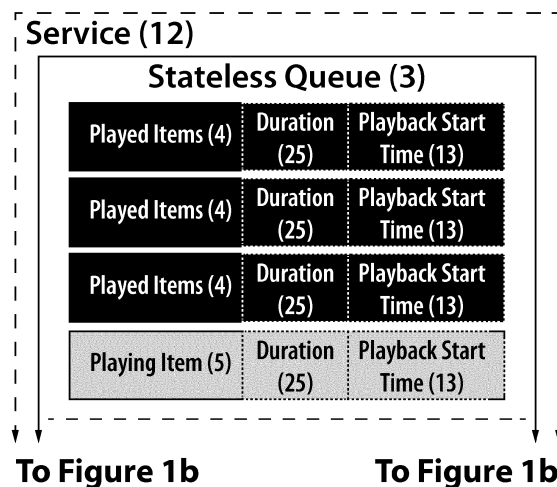 Service (12)
Stateless Queue (3)
Played Items (4) Duration (25) Playback Start Time (13)
Played Items (4) Duration (25) Playback Start Time (13)
Played Items (4) Duration (25) Playback Start Time (13)
Playing Item (5) Duration (25) Playback Start Time (13)
To Figure 1b To Figure 1b